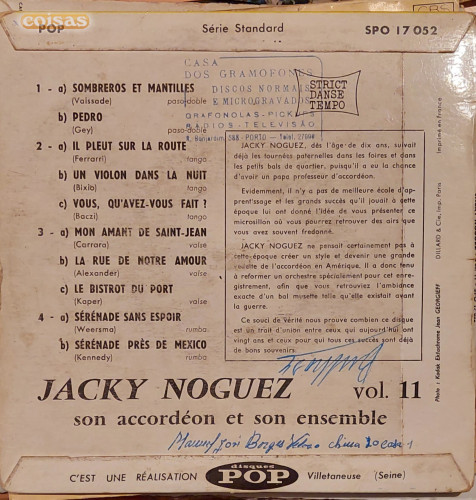 coisas
CBS
POP Série Standard SPO 17 052
CASA
DOS GRAMOFONES
DISCOS NORMAIS
E MICROGRAVADOS
GRAFONOLAS-PICK-UPS
RADIOS-TELEVISÃO
PORTO
STRICT
DANSE
TEMPO
1 - a) SOMBREROS ET MANTILLES
(Vaissade) paso-doble
b) PEDRO
(Gey) paso-doble
2 - a) IL PLEUT SUR LA ROUTE
(Ferrari) tango
b) UN VIOLON DANS LA NUIT
(Bixio) tango
c) VOUS, QU'AVEZ-VOUS FAIT ?
(Baczi) tango
3 - a) MON AMANT DE SAINT-JEAN
(Carrara) valse
b) LA RUE DE NOTRE AMOUR
(Alexander) valse
c) LE BISTROT DU PORT
(Kaper) valse
4 - a) SÉRÉNADE SANS ESPOIR
(Weersma) rumba
b) SÉRÉNADE PRÈS DE MEXICO
(Kennedy) rumba
JACKY NOGUEZ, dès l'âge de dix ans, suivait
déjà les tournées paternelles dans les foires et dans
les petits bals de quartier, puisqu'il a eu la chance
d'avoir un papa professeur d'accordéon.
Evidemment, il n'y a pas de meilleure école d'ap-
prentissage et les grands succès qu'il jouait à cette
époque lui ont donné l'idée de vous présenter ce
microsillon où vous pourrez retrouver des airs que
vous avez souvent fredonné.
JACKY NOGUEZ ne pensait certainement pas à
cette époque créer un style et devenir une grande
vedette de l'accordéon en Amérique. Il a donc tenu
à reformer un orchestre spécialement pour cet enre-
gistrement, afin que vous retrouviez l'ambiance
exacte d'un bal musette telle qu'elle existait avant
la guerre.
Ce souci de vérité nous prouve combien ce disque
est un trait d'union entre ceux qui aujourd'hui ont
vingt ans et ceux pour qui tous ces succès sont déjà
de bons souvenirs.
Imprimé en France
DILLARD & Cie, Imp. Paris
Photo : Kodak Ektachrome Jean GEORGIEFF
JACKY NOGUEZ vol. 11
son accordéon et son ensemble
Manuel José Borges
C'EST UNE RÉALISATION disques POP Villetaneuse (Seine)